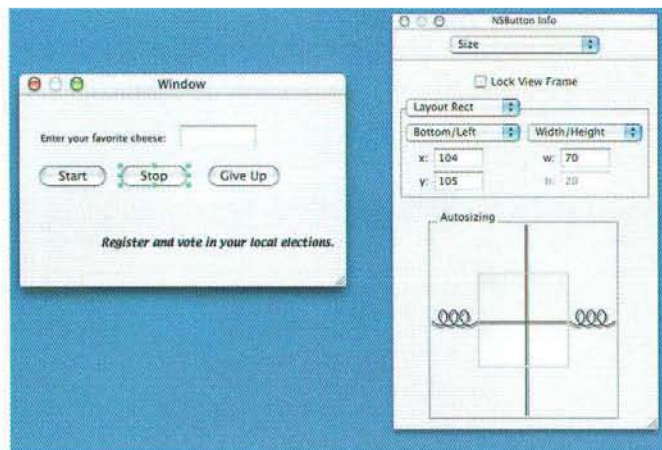 Window
Enter your favorite cheese:
Start Stop Give Up
Register and vote in your local elections.
NSButton Info
Size
Lock View Frame
Layout Rect
Bottom/Left Width/Height
x: 104 w: 70
y: 105 h: 20
Autosizing